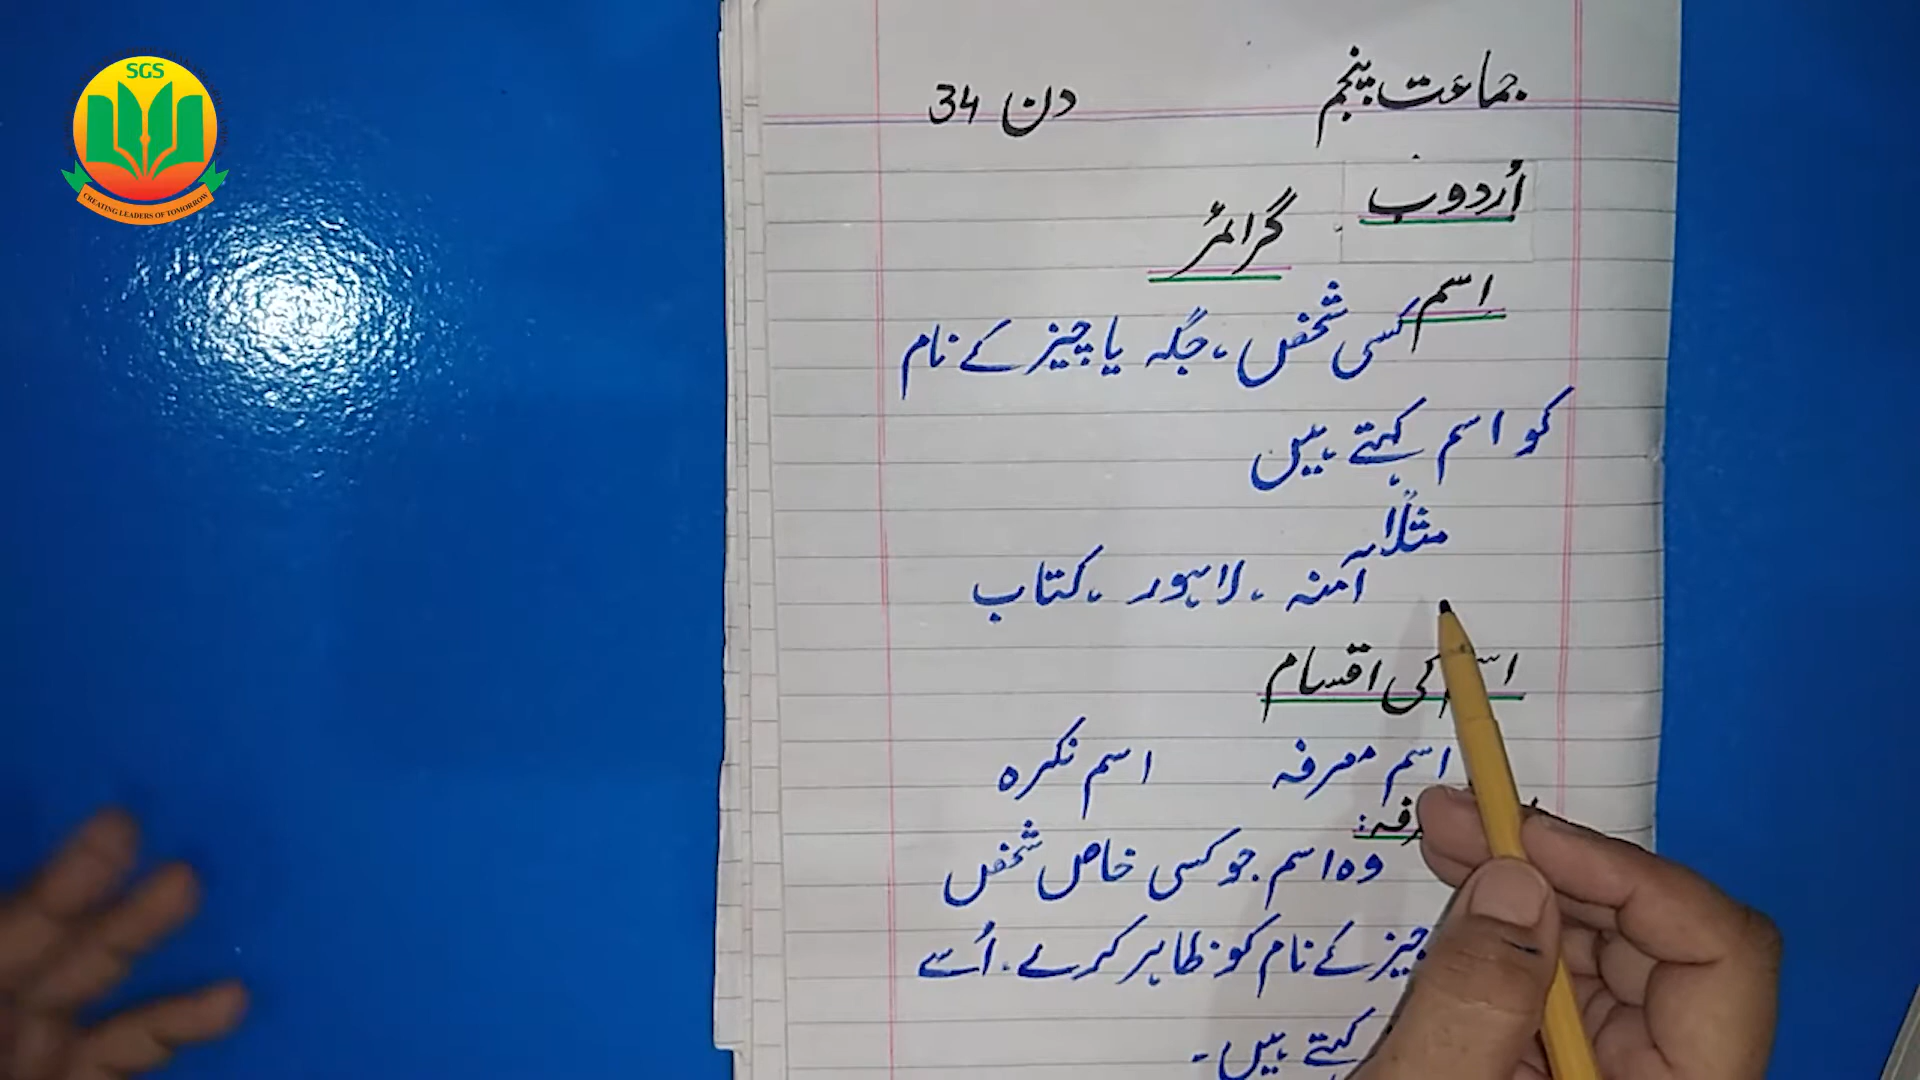 SGS
CREATING LEADERS OF TOMORROW
جماعت پنجم دن 34
اُردو ب
گرائمر
اسم کسی شخص، جگہ یا چیز کے نام
کو اسم کہتے ہیں
مثلاً
آمنہ، لاہور، کتاب
کی اقسام
اسم معرفہ اسم نکرہ
وہ اسم جو کسی خاص شخص
چیز کے نام کو ظاہر کرے، اُسے
کہتے ہیں۔